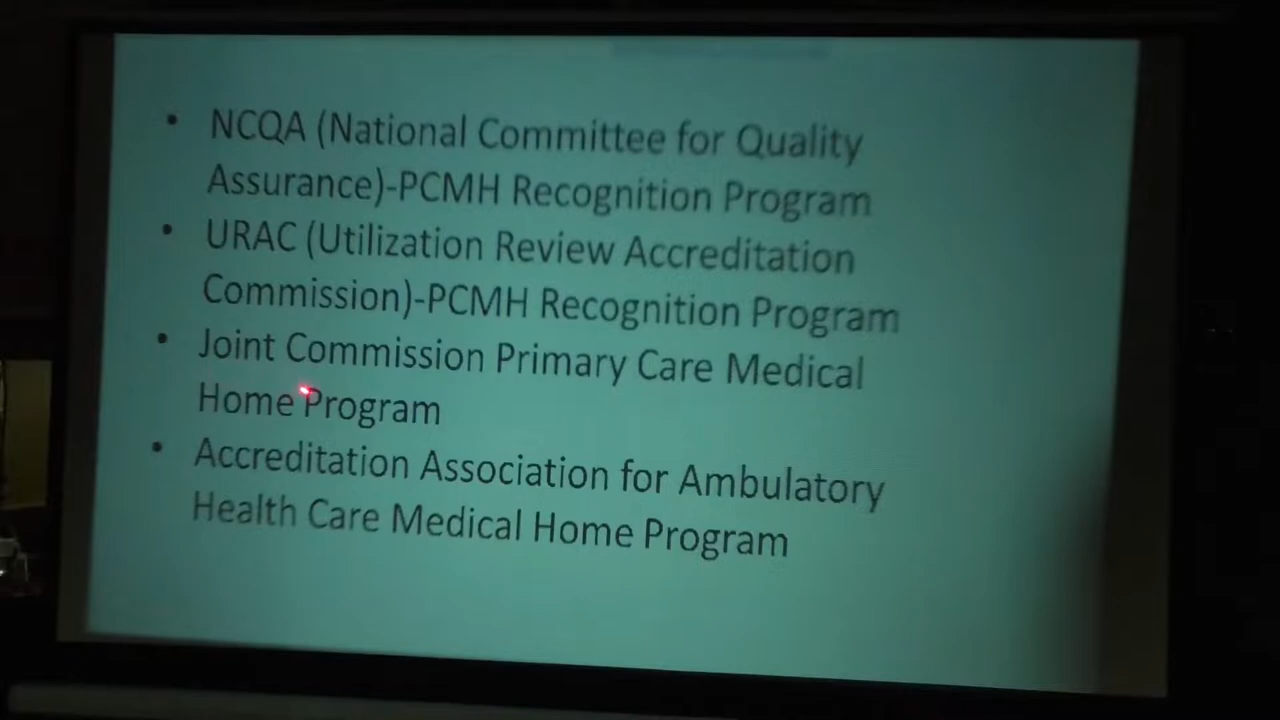 • NCQA (National Committee for Quality
Assurance)-PCMH Recognition Program
• URAC (Utilization Review Accreditation
Commission)-PCMH Recognition Program
• Joint Commission Primary Care Medical
Home Program
• Accreditation Association for Ambulatory
Health Care Medical Home Program